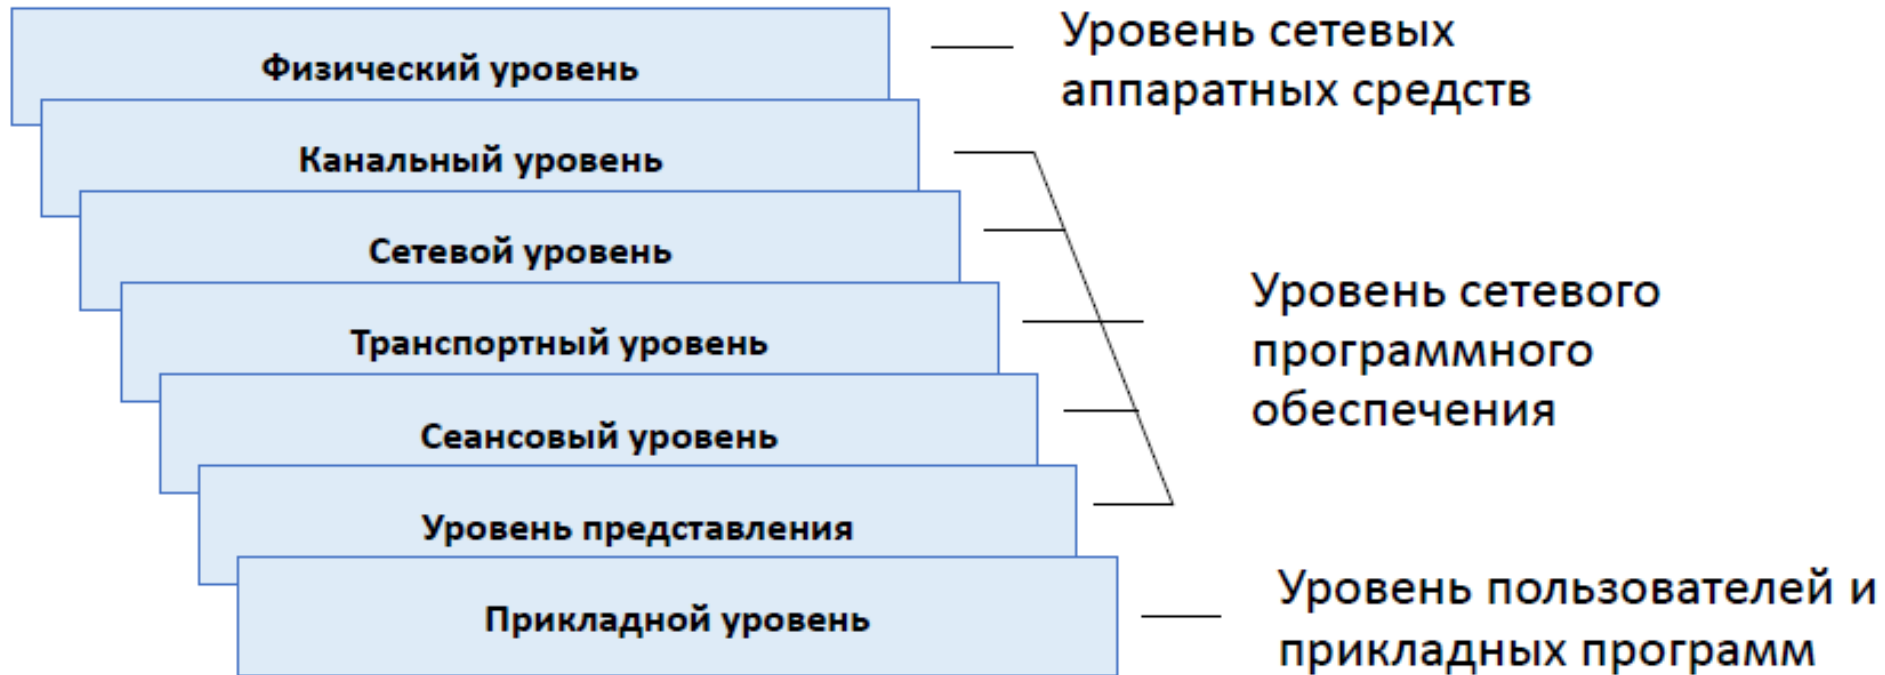 Физический уровень
Уровень сетевых
аппаратных средств
Канальный уровень
Сетевой уровень
Транспортный уровень
Сеансовый уровень
Уровень представления
Уровень сетевого
программного
обеспечения
Прикладной уровень
Уровень пользователей и
прикладных программ